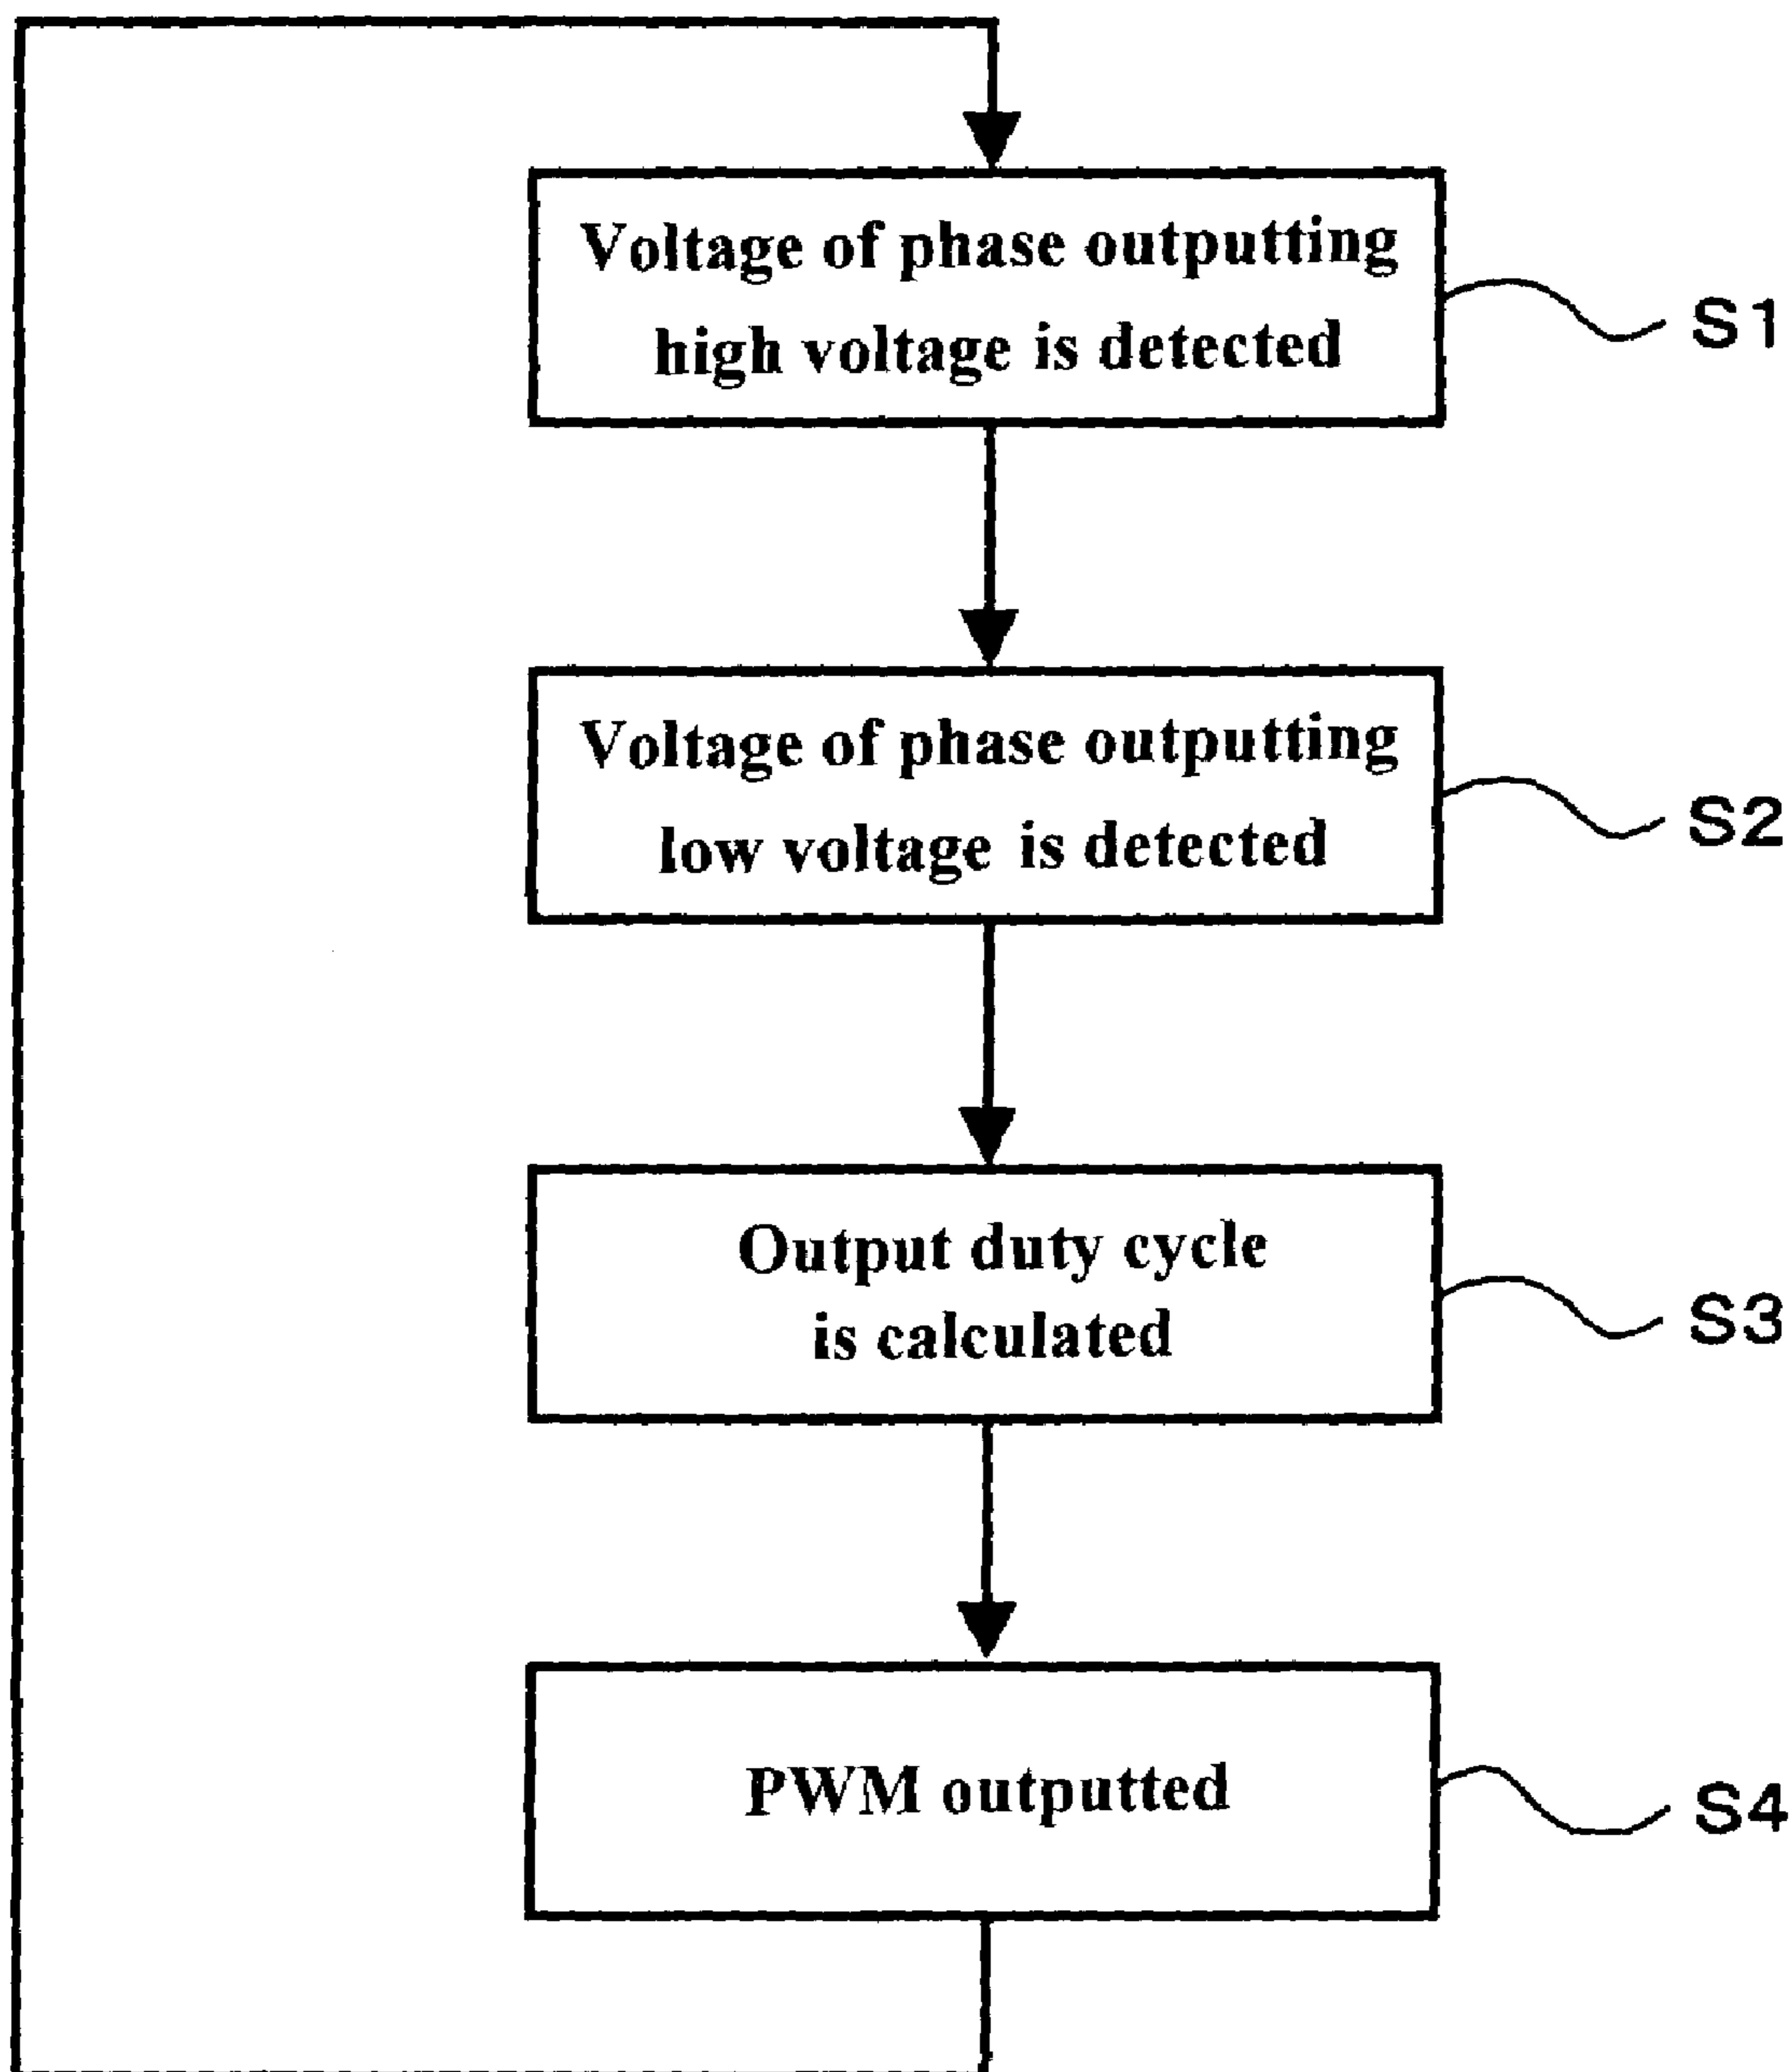 Voltage of phase outputting
high voltage is detected
S1
Voltage of phase outputting
low voltage is detected
S2
Output duty cycle
is calculated
S3
PWM outputted
S4